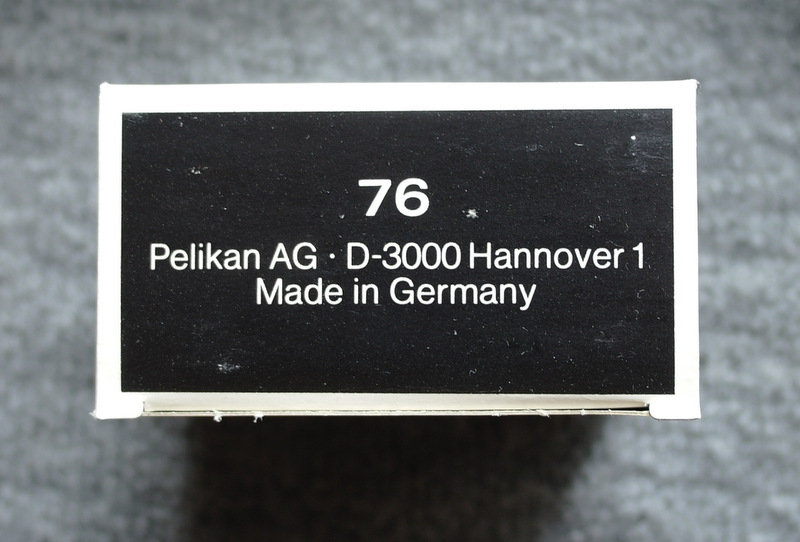 76
Pelikan AG · D-3000 Hannover 1
Made in Germany